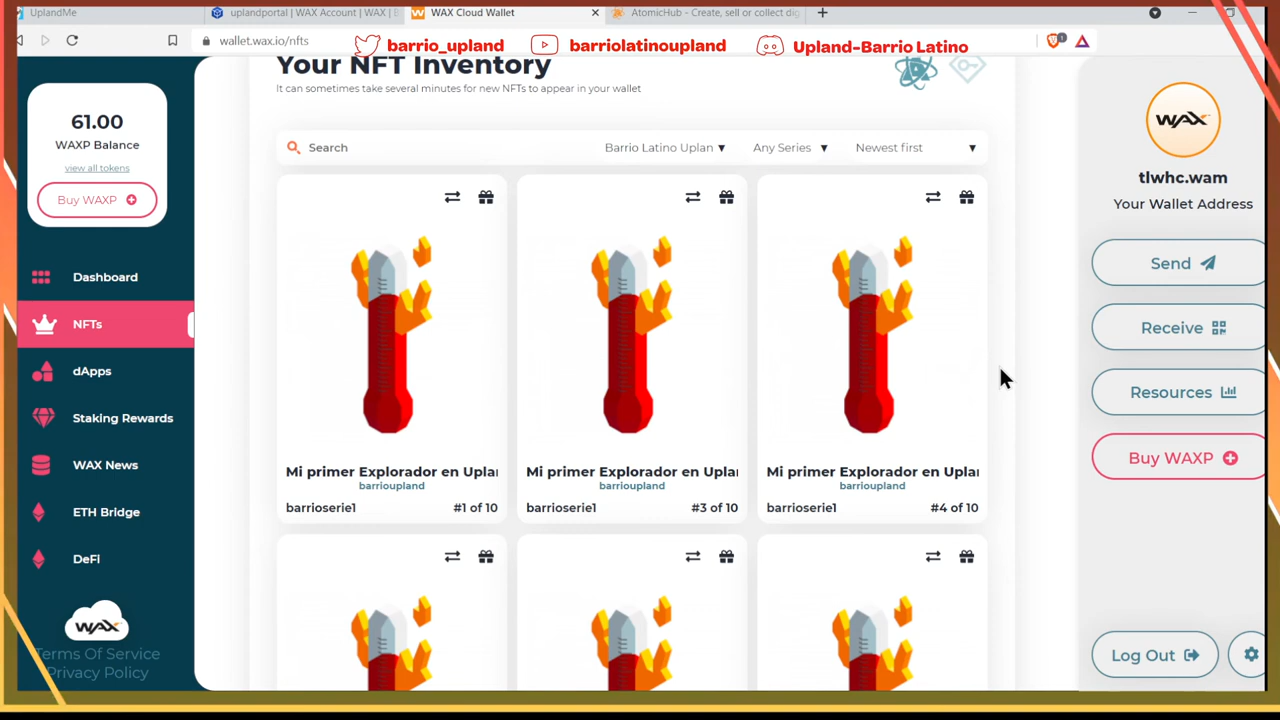 UplandMe
uplandportal | WAX Account | WAX | B
WAX Cloud Wallet
AtomicHub - Create, sell or collect dig
wallet.wax.io/nfts
barrio_upland
barriolatinoupland
Upland-Barrio Latino
1
61.00
WAXP Balance
view all tokens
Buy WAXP
Dashboard
NFTs
dApps
Staking Rewards
WAX News
ETH Bridge
DeFi
WAX
Terms Of Service
Privacy Policy
Your NFT Inventory
It can sometimes take several minutes for new NFTs to appear in your wallet
Search
Barrio Latino Uplan
Any Series
Newest first
Mi primer Explorador en Uplan
barrioupland
barrioserie1 #1 of 10
Mi primer Explorador en Uplan
barrioupland
barrioserie1 #3 of 10
Mi primer Explorador en Uplan
barrioupland
barrioserie1 #4 of 10
WAX
tlwhc.wam
Your Wallet Address
Send
Receive
Resources
Buy WAXP
Log Out